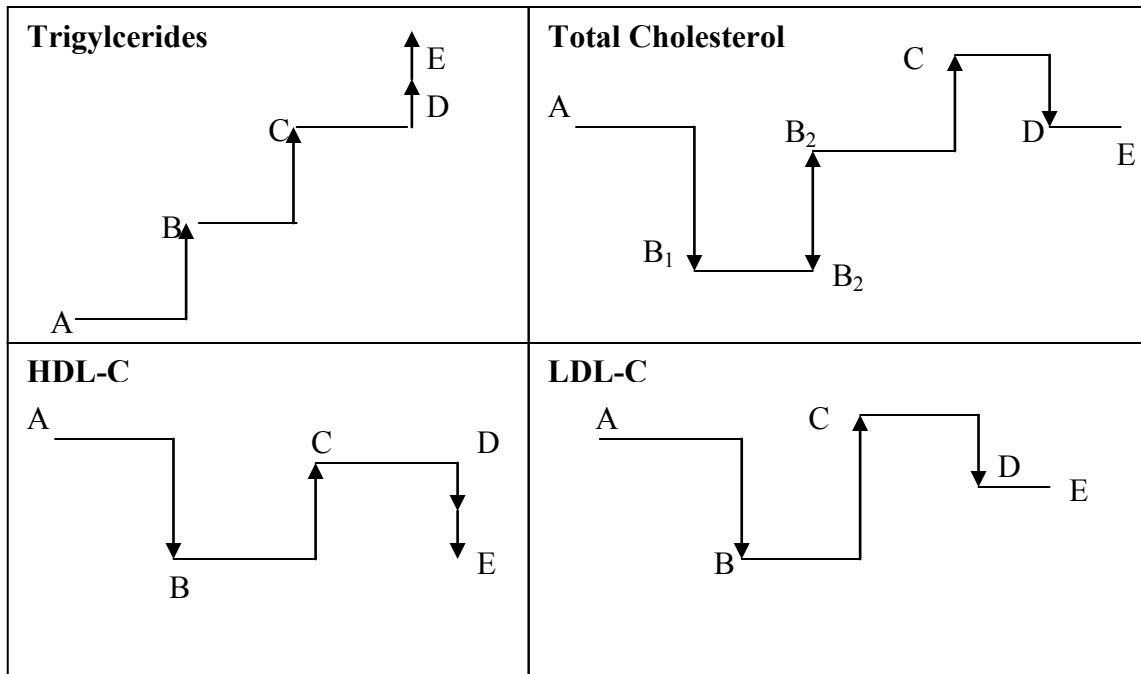 Trigylcerides
E
D
C
B
A
Total Cholesterol
C
A
B₂
D
E
B₁
B₂
HDL-C
A
C
D
B
E
LDL-C
A
C
D
E
B